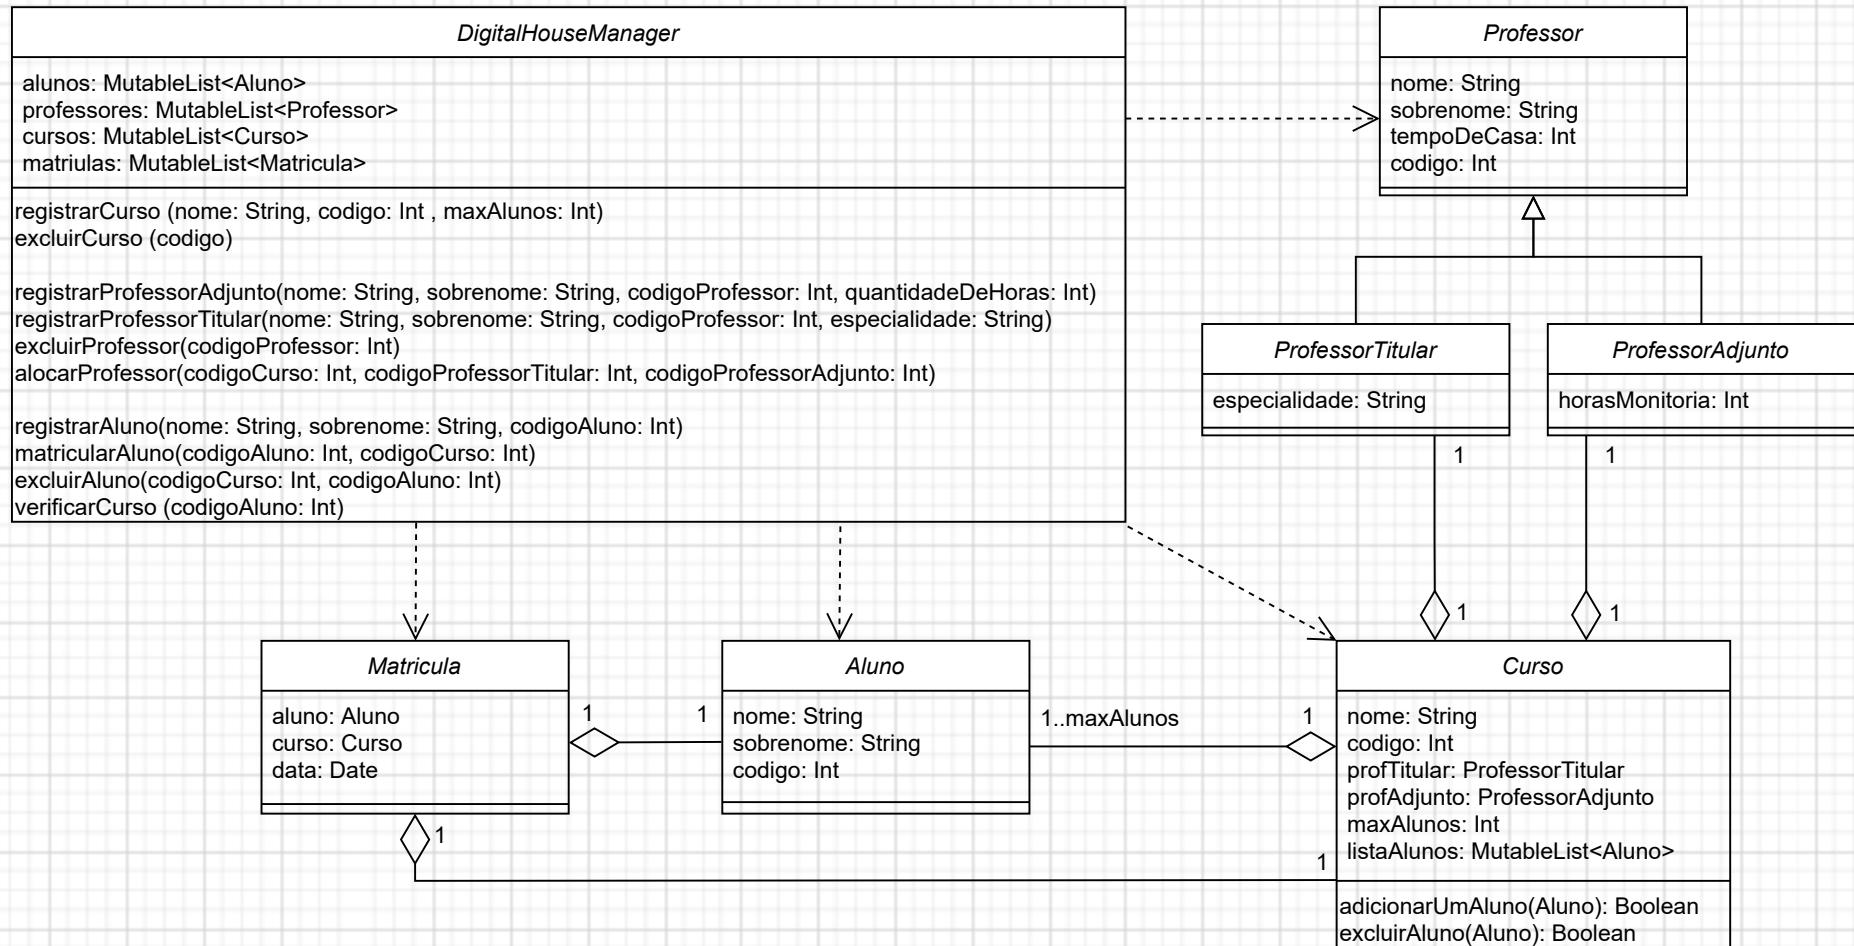 DigitalHouseManager
alunos: MutableList<Aluno>
professores: MutableList<Professor>
cursos: MutableList<Curso>
matriulas: MutableList<Matricula>
registrarCurso (nome: String, codigo: Int , maxAlunos: Int)
excluirCurso (codigo)
registrarProfessorAdjunto(nome: String, sobrenome: String, codigoProfessor: Int, quantidadeDeHoras: Int)
registrarProfessorTitular(nome: String, sobrenome: String, codigoProfessor: Int, especialidade: String)
excluirProfessor(codigoProfessor: Int)
alocarProfessor(codigoCurso: Int, codigoProfessorTitular: Int, codigoProfessorAdjunto: Int)
registrarAluno(nome: String, sobrenome: String, codigoAluno: Int)
matricularAluno(codigoAluno: Int, codigoCurso: Int)
excluirAluno(codigoCurso: Int, codigoAluno: Int)
verificarCurso (codigoAluno: Int)
Professor
nome: String
sobrenome: String
tempoDeCasa: Int
codigo: Int
ProfessorTitular
especialidade: String
ProfessorAdjunto
horasMonitoria: Int
1
1
1
1
Matricula
aluno: Aluno
curso: Curso
data: Date
1
1
1
Aluno
nome: String
sobrenome: String
codigo: Int
1..maxAlunos
1
1
Curso
nome: String
codigo: Int
profTitular: ProfessorTitular
profAdjunto: ProfessorAdjunto
maxAlunos: Int
listaAlunos: MutableList<Aluno>
adicionarUmAluno(Aluno): Boolean
excluirAluno(Aluno): Boolean